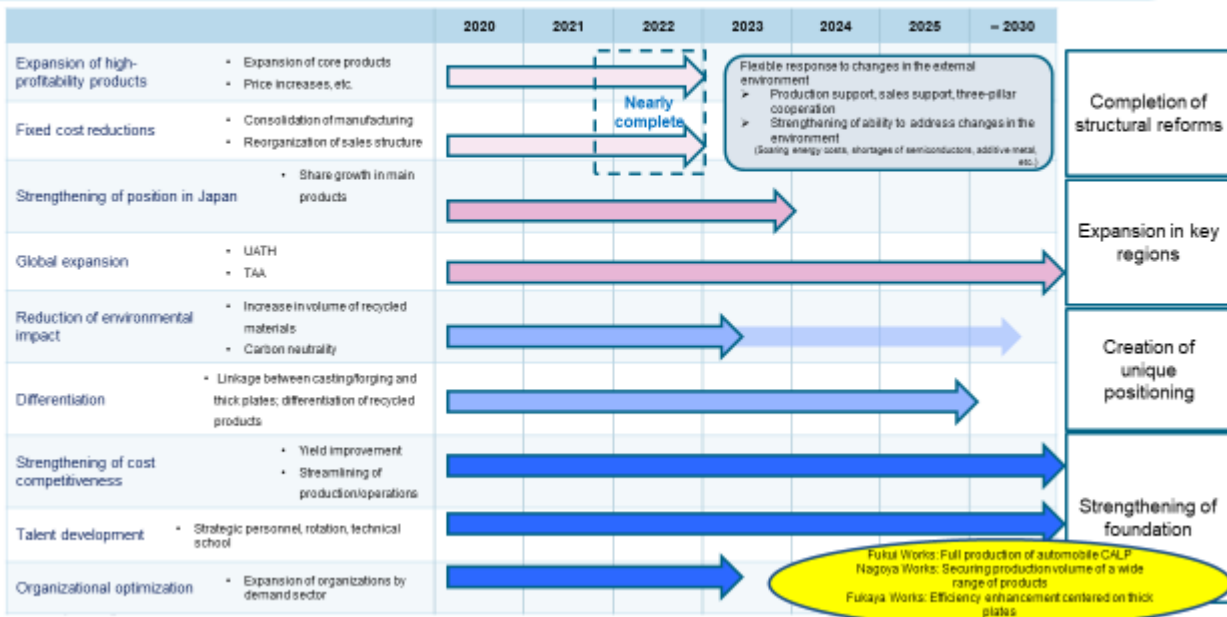 2020 2021 2022 2023 2024 2025 – 2030
Expansion of high-
profitability products
• Expansion of core products
• Price increases, etc.
Fixed cost reductions
• Consolidation of manufacturing
• Reorganization of sales structure
Nearly
complete
Flexible response to changes in the external
environment
➢ Production support, sales support, three-pillar
cooperation
➢ Strengthening of ability to address changes in the
environment
(Soaring energy costs, shortages of semiconductors, additive metal,
etc.)
Completion of
structural reforms
Strengthening of position in Japan
• Share growth in main
products
Global expansion
• UATH
• TAA
Expansion in key
regions
Reduction of environmental
impact
• Increase in volume of recycled
materials
• Carbon neutrality
Differentiation
• Linkage between casting/forging and
thick plates; differentiation of recycled
products
Creation of
unique
positioning
Strengthening of cost
competitiveness
• Yield improvement
• Streamlining of
production/operations
Talent development
• Strategic personnel, rotation, technical
school
Organizational optimization
• Expansion of organizations by
demand sector
Strengthening of
foundation
Fukui Works: Full production of automobile CALP
Nagoya Works: Securing production volume of a wide
range of products
Fukaya Works: Efficiency enhancement centered on thick
plates